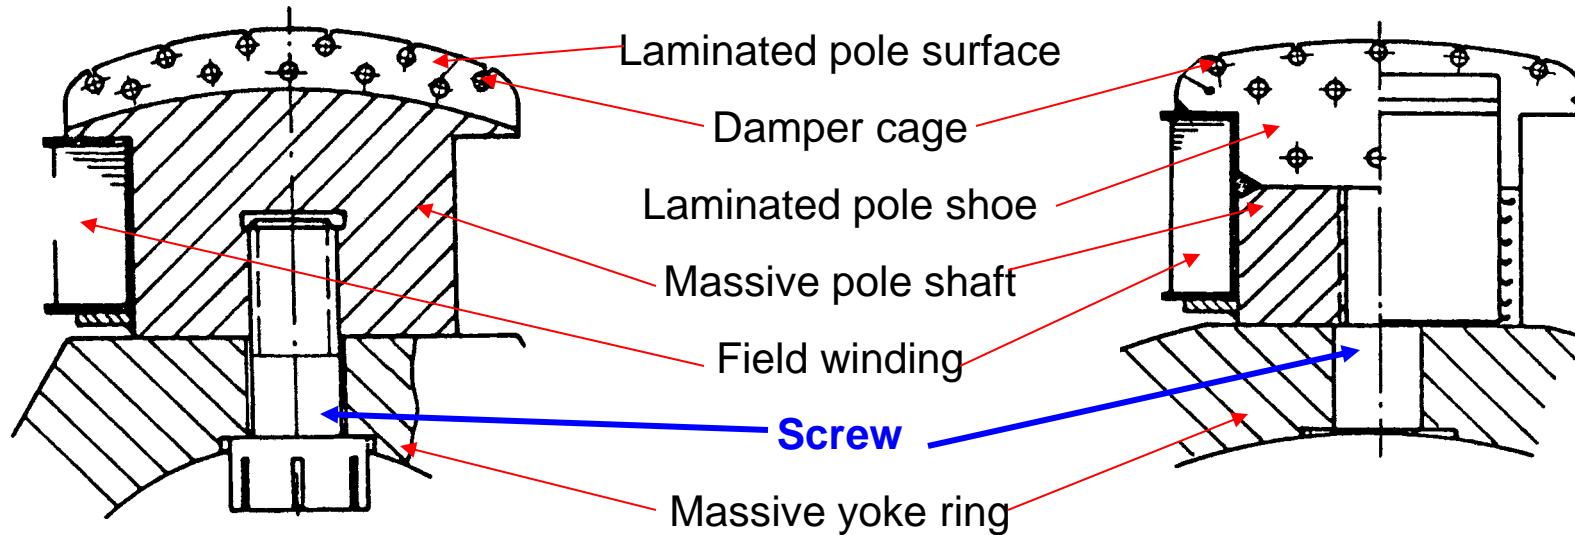 Laminated pole surface
Damper cage
Laminated pole shoe
Massive pole shaft
Field winding
Screw
Massive yoke ring